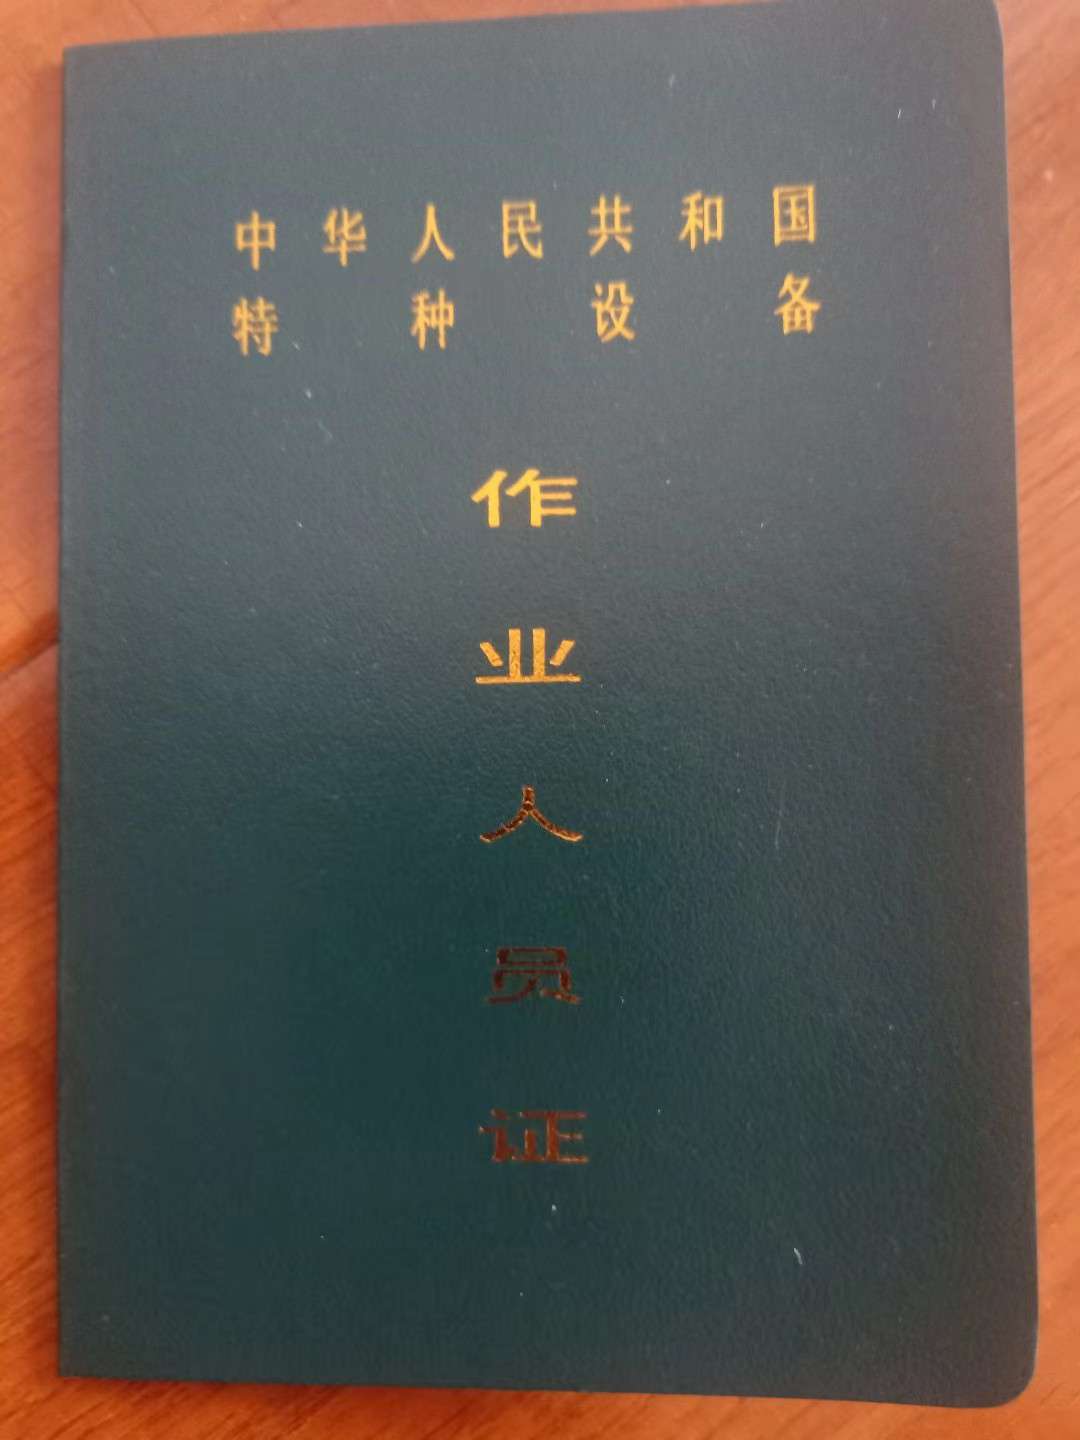 中华人民共和国
特种设备
作
业
人
员
证